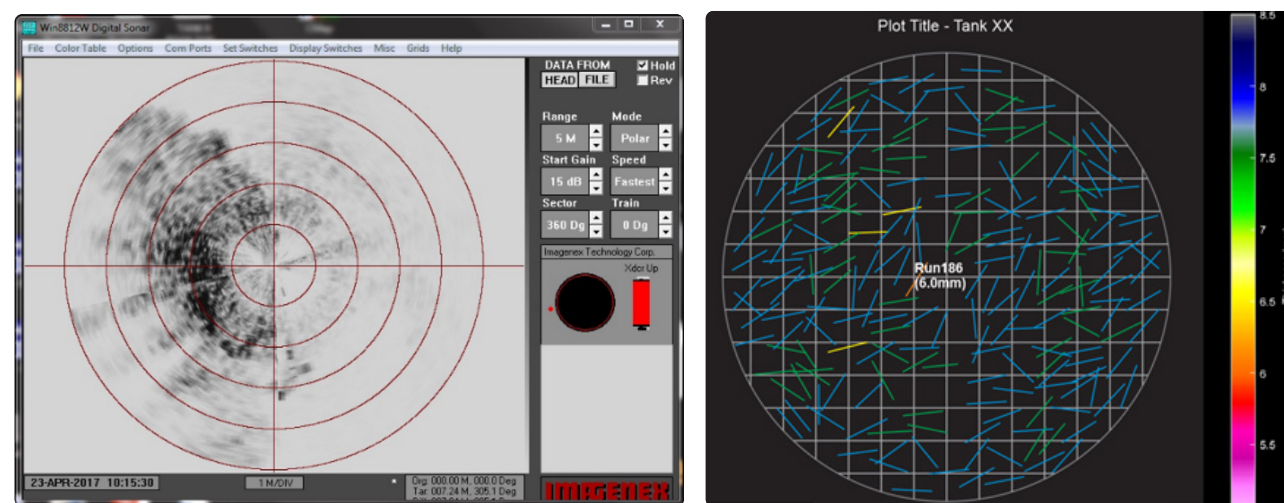 Win8812W Digital Sonar
File Color Table Options Com Ports Set Switches Display Switches Misc Grids Help
DATA FROM
Hold
HEAD FILE
Rev
Range Mode
5 M Polar
Start Gain Speed
15 dB Fastest
Sector Train
360 Dg 0 Dg
Imagenex Technology Corp.
Xdcr Up
23-APR-2017 10:15:30
1 M/DIV
Org: 000.00 M, 000.0 Deg
Tar: 007.24 M, 305.1 Deg
IMAGENEX
Plot Title - Tank XX
Run186
(6.0mm)
8.5
8
7.5
7
6.5
6
5.5